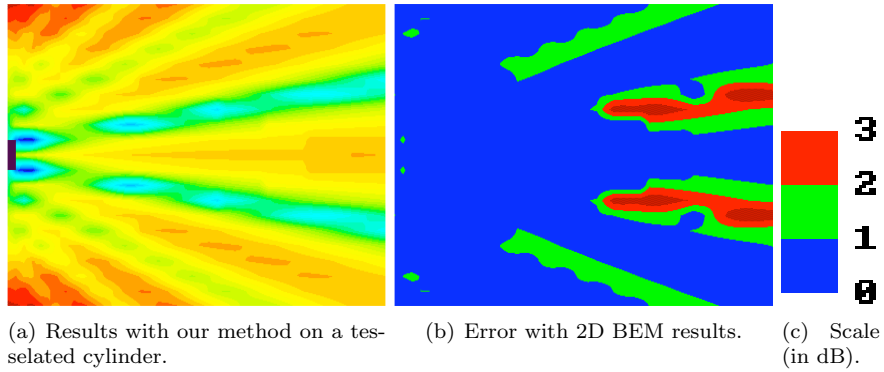 3
2
1
0
(a) Results with our method on a tes-
selated cylinder.
(b) Error with 2D BEM results.
(c) Scale
(in dB).